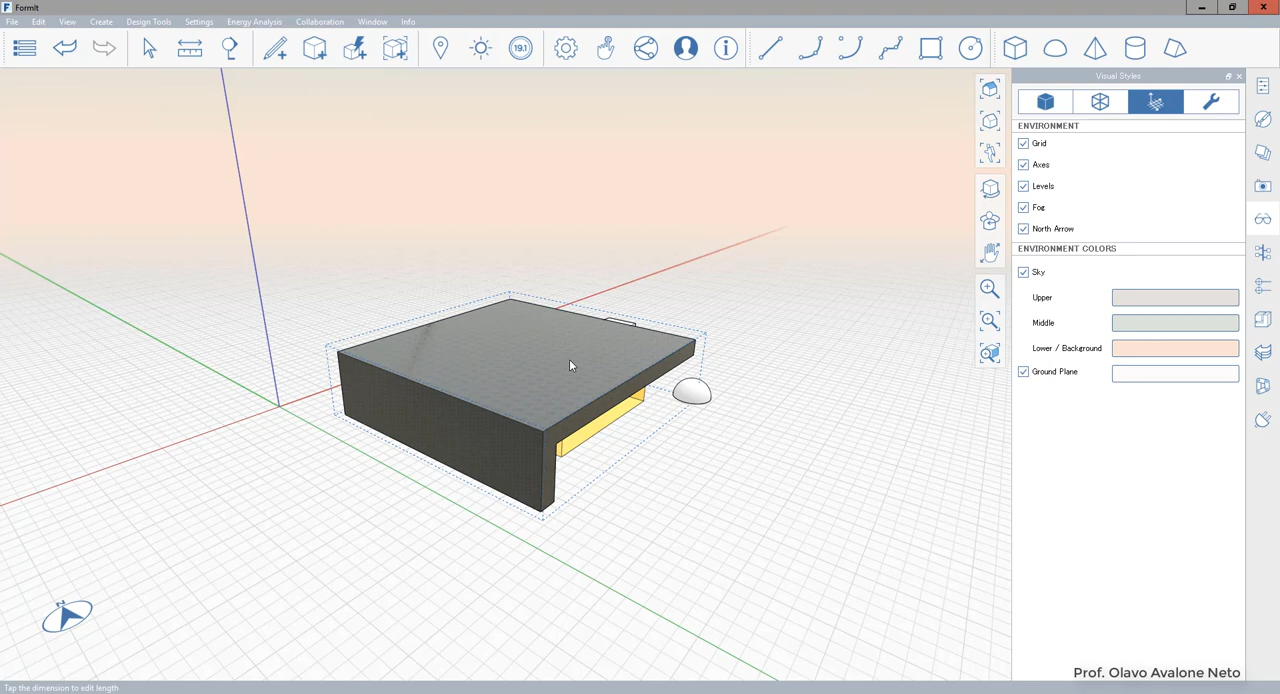 FormIt
File Edit View Create Design Tools Settings Energy Analysis Collaboration Window Info
19.1
Visual Styles
ENVIRONMENT
Grid
Axes
Levels
Fog
North Arrow
ENVIRONMENT COLORS
Sky
Upper
Middle
Lower / Background
Ground Plane
N
Prof. Olavo Avalone Neto
Tap the dimension to edit length